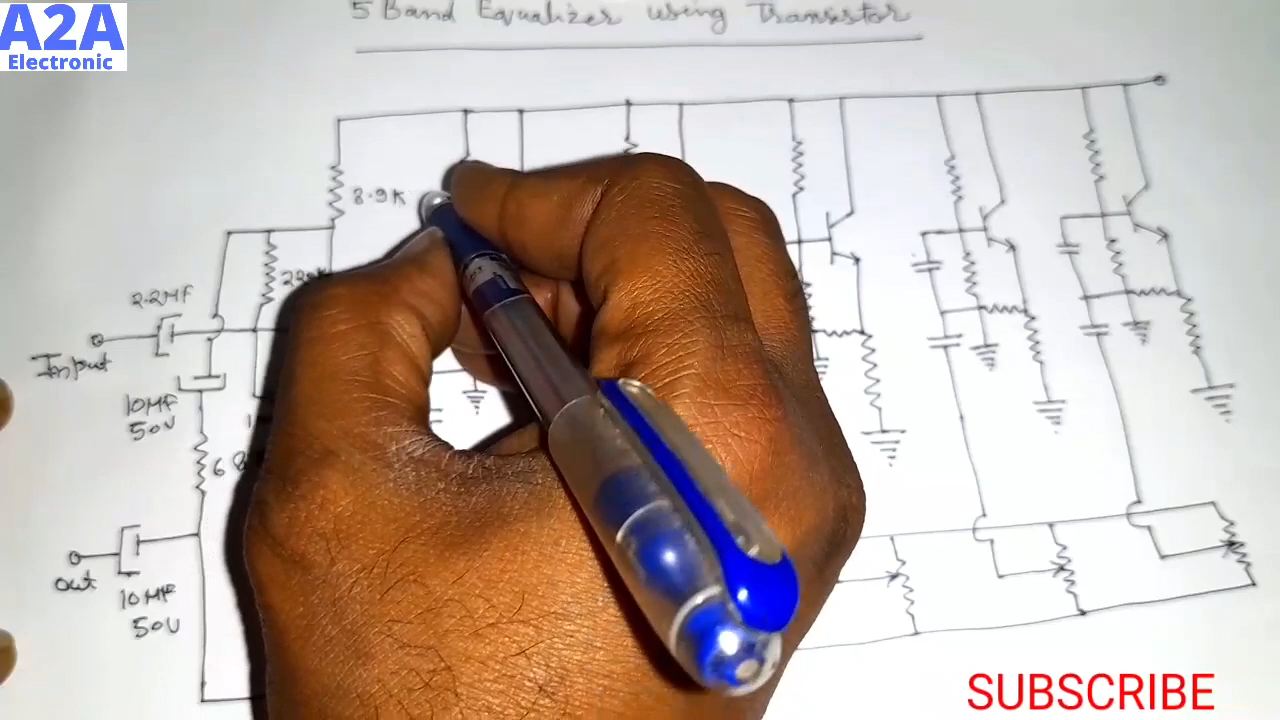 A2A
Electronic
5 Band Equalizer using Transistor
8.9K
2.2MF
Input
10MF
50V
out
10MF
50V
SUBSCRIBE